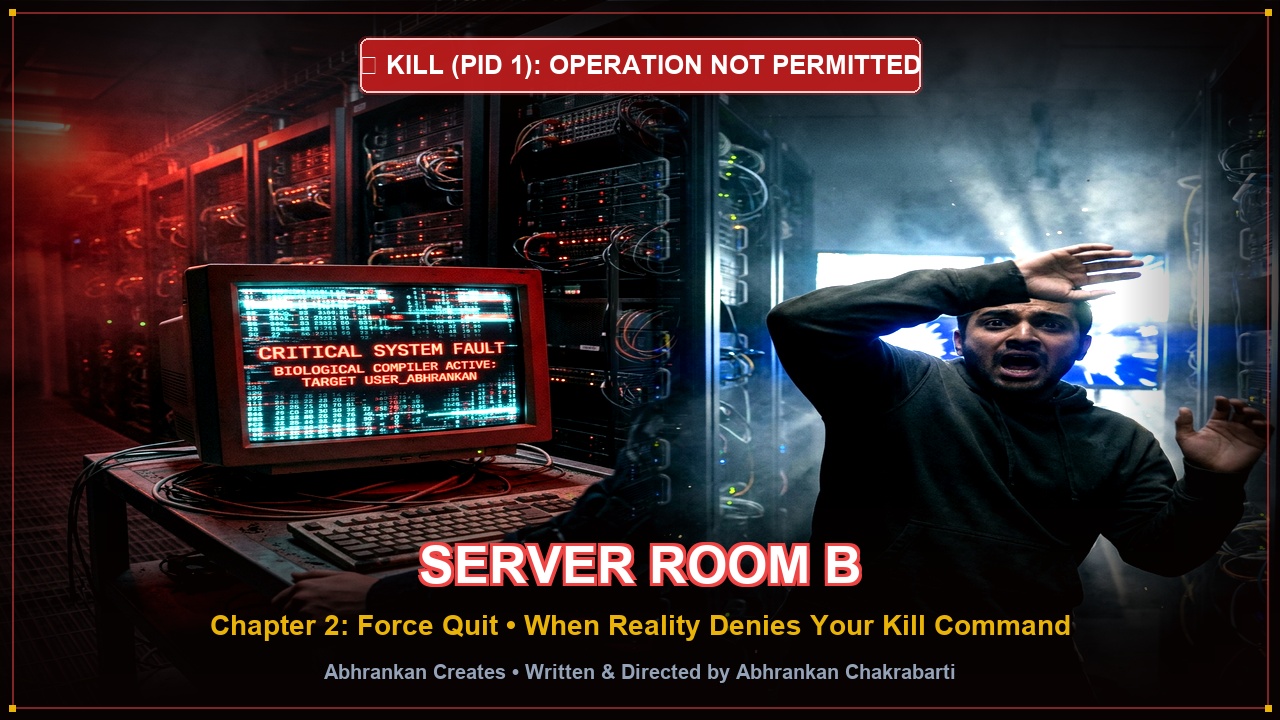 KILL (PID 1): OPERATION NOT PERMITTED
CRITICAL SYSTEM FAULT
BIOLOGICAL COMPILER ACTIVE:
TARGET USER_ABHRANKAN
SERVER ROOM B
Chapter 2: Force Quit • When Reality Denies Your Kill Command
Abhrankan Creates • Written & Directed by Abhrankan Chakrabarti